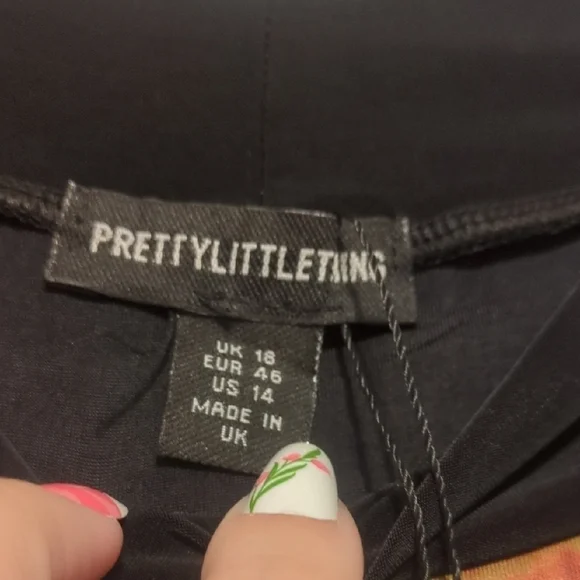 PRETTYLITTLETHING
UK 18
EUR 46
US 14
MADE IN
UK